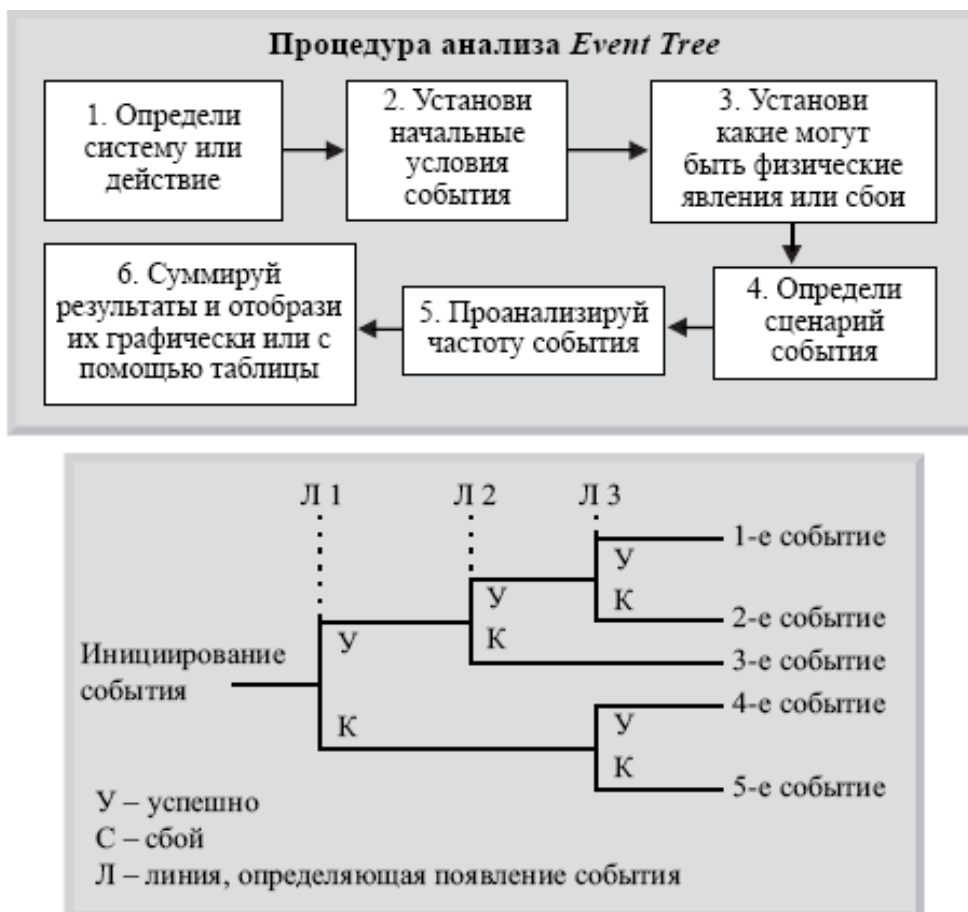 Процедура анализа Event Tree
1. Определи
систему или
действие
2. Установи
начальные
условия
события
3. Установи
какие могут
быть физические
явления или сбои
4. Определи
сценарий
события
5. Проанализируй
частоту события
6. Суммируй
результаты и отобрази
их графически или с
помощью таблицы
Л 1
Л 2
Л 3
1-е событие
У
К
2-е событие
У
К
3-е событие
Инициирование
события
У
К
4-е событие
У
К
5-е событие
У – успешно
С – сбой
Л – линия, определяющая появление события